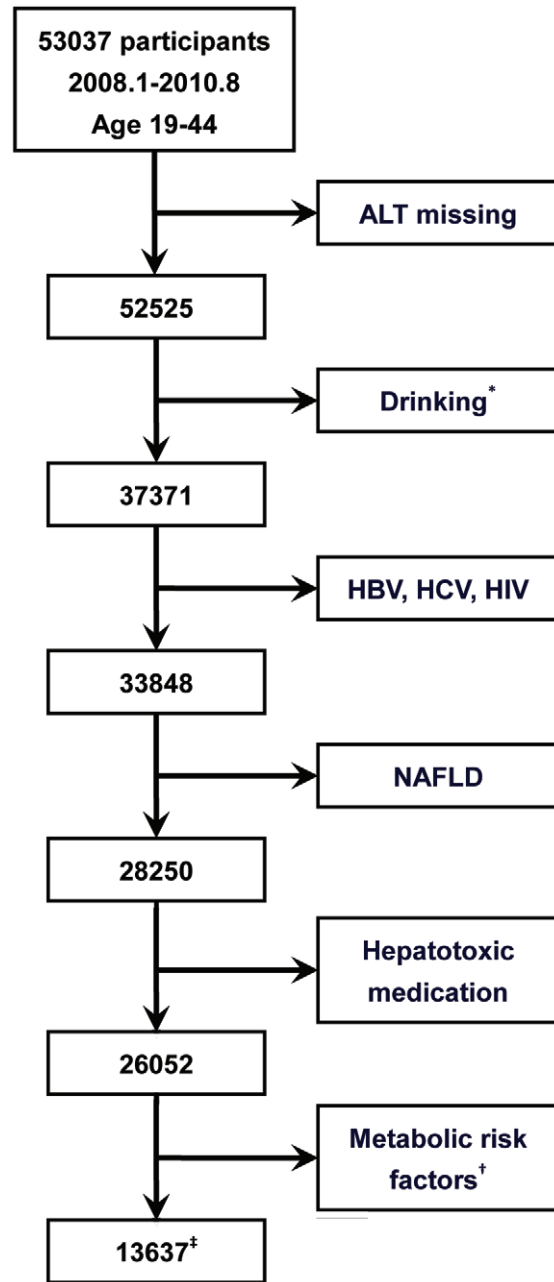 53037 participants
2008.1-2010.8
Age 19-44
ALT missing
52525
Drinking*
37371
HBV, HCV, HIV
33848
NAFLD
28250
Hepatotoxic
medication
26052
Metabolic risk
factors†
13637‡